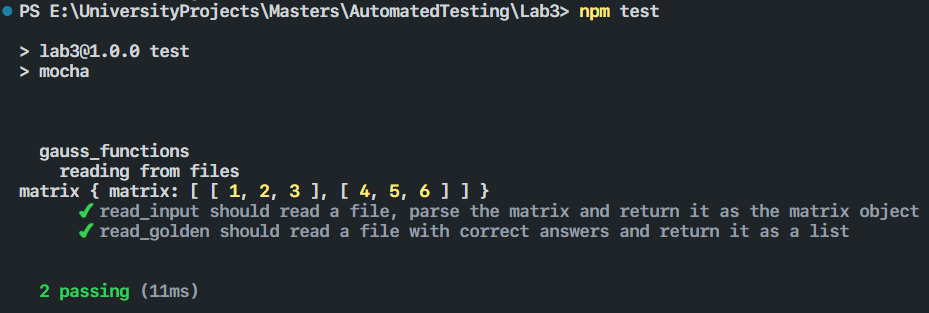 PS E:\UniversityProjects\Masters\AutomatedTesting\Lab3> npm test
> lab3@1.0.0 test
> mocha
gauss_functions
reading from files
matrix { matrix: [ [ 1, 2, 3 ], [ 4, 5, 6 ] ] }
✔ read_input should read a file, parse the matrix and return it as the matrix object
✔ read_golden should read a file with correct answers and return it as a list
2 passing (11ms)